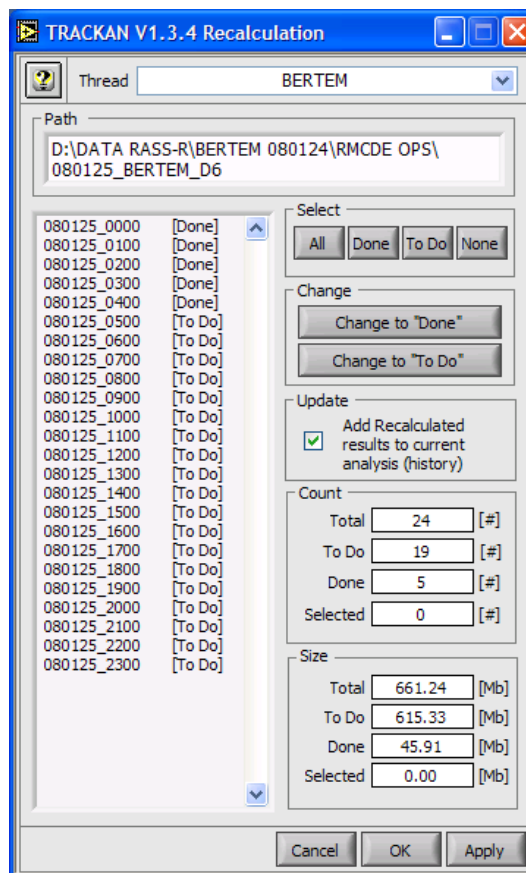 TRACKAN V1.3.4 Recalculation
Thread BERTEM
Path
D:\DATA RASS-R\BERTEM 080124\RMCDE OPS\
080125_BERTEM_D6
080125_0000 [Done]
080125_0100 [Done]
080125_0200 [Done]
080125_0300 [Done]
080125_0400 [Done]
080125_0500 [To Do]
080125_0600 [To Do]
080125_0700 [To Do]
080125_0800 [To Do]
080125_0900 [To Do]
080125_1000 [To Do]
080125_1100 [To Do]
080125_1200 [To Do]
080125_1300 [To Do]
080125_1400 [To Do]
080125_1500 [To Do]
080125_1600 [To Do]
080125_1700 [To Do]
080125_1800 [To Do]
080125_1900 [To Do]
080125_2000 [To Do]
080125_2100 [To Do]
080125_2200 [To Do]
080125_2300 [To Do]
Select
All Done To Do None
Change
Change to "Done"
Change to "To Do"
Update
Add Recalculated
results to current
analysis (history)
Count
Total 24 [#]
To Do 19 [#]
Done 5 [#]
Selected 0 [#]
Size
Total 661.24 [Mb]
To Do 615.33 [Mb]
Done 45.91 [Mb]
Selected 0.00 [Mb]
Cancel OK Apply